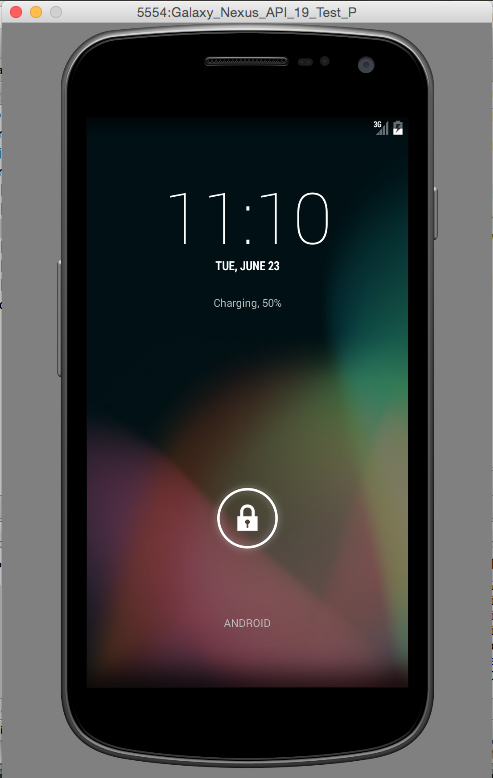 5554:Galaxy_Nexus_API_19_Test_P
3G
11:10
TUE, JUNE 23
Charging, 50%
ANDROID